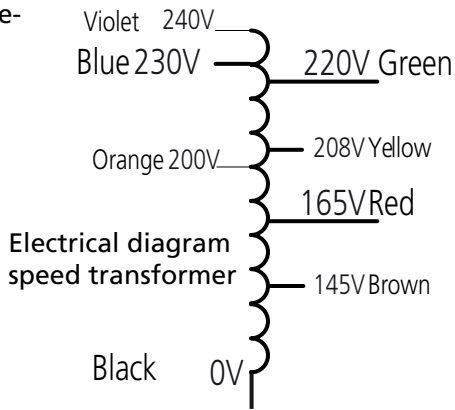 e-
Violet 240V
Blue 230V
220V Green
208V Yellow
Orange 200V
165V Red
Electrical diagram
speed transformer
145V Brown
Black 0V